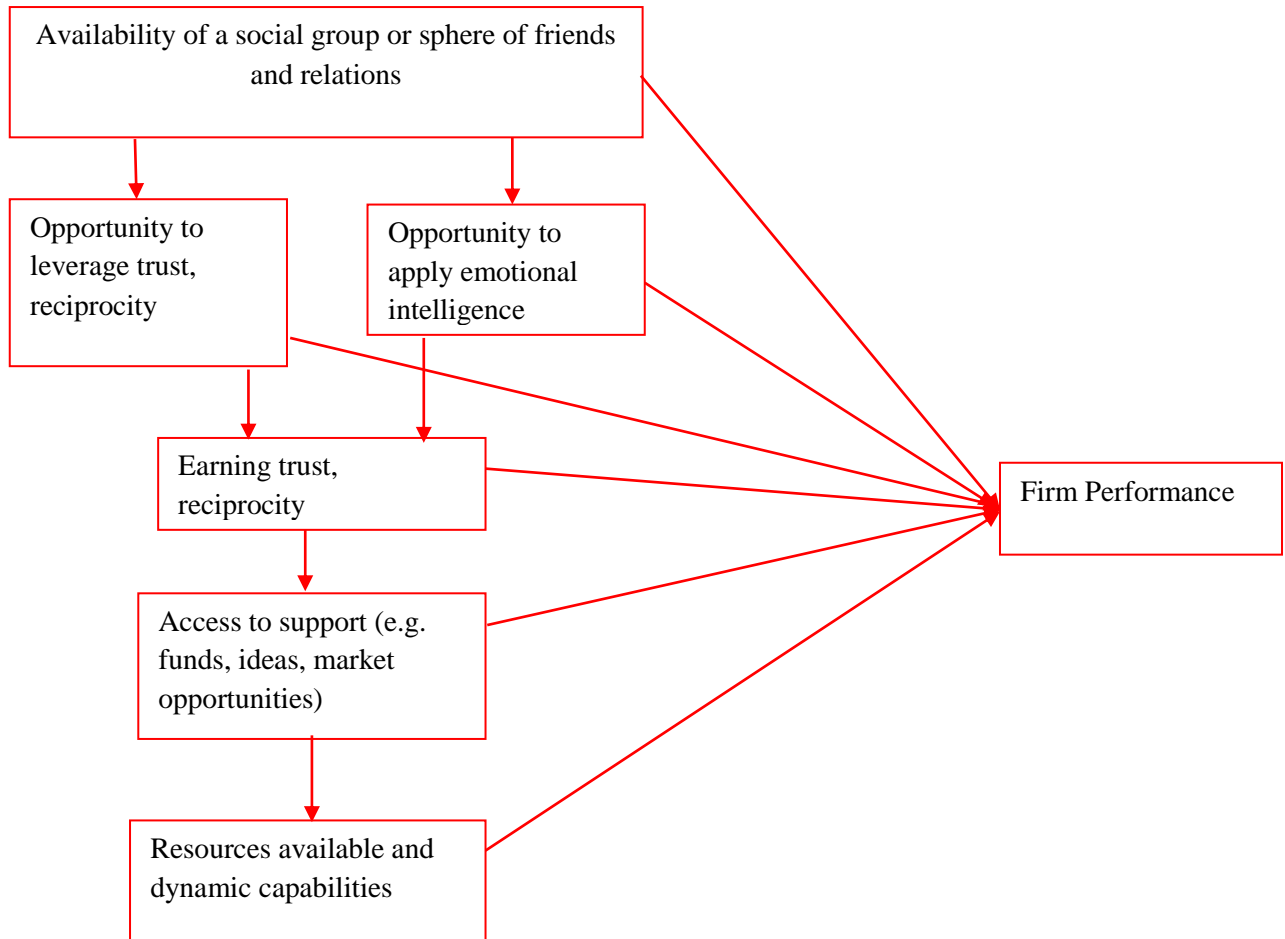 Availability of a social group or sphere of friends
and relations
Opportunity to
leverage trust,
reciprocity
Opportunity to
apply emotional
intelligence
Earning trust,
reciprocity
Firm Performance
Access to support (e.g.
funds, ideas, market
opportunities)
Resources available and
dynamic capabilities